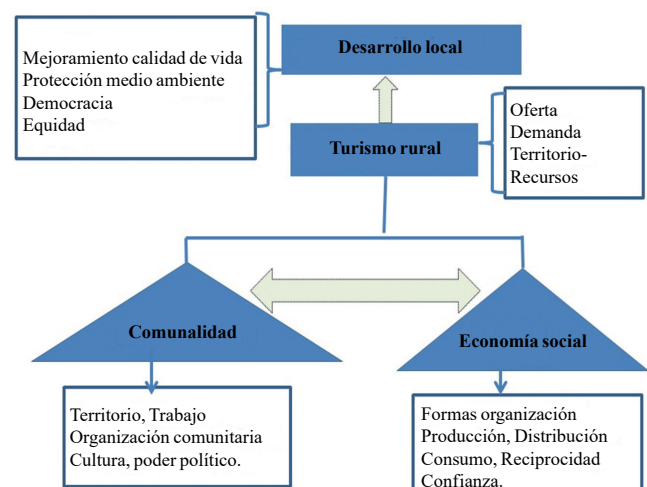 Mejoramiento calidad de vida
Protección medio ambiente
Democracia
Equidad
Desarrollo local
Turismo rural
Oferta
Demanda
Territorio-
Recursos
Comunalidad
Economía social
Territorio, Trabajo
Organización comunitaria
Cultura, poder político.
Formas organización
Producción, Distribución
Consumo, Reciprocidad
Confianza.